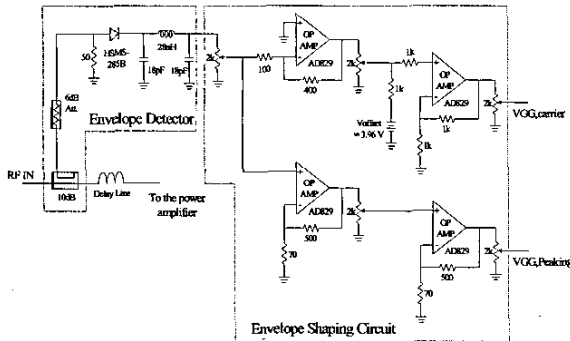 600
28nH
OP
AMP
AD829
HSMS-
285B
50
18pF
18pF
2k
100
400
2k
1k
1k
OP
AMP
AD829
2k
VGG,carrier
6dB
Att.
Envelope Detector
Voffset
= 3.96 V
1k
1k
RF IN
10dB
Delay Line
To the power
amplifier
OP
AMP
AD829
500
70
2k
OP
AMP
AD829
500
70
2k
VGG,Peaking
Envelope Shaping Circuit